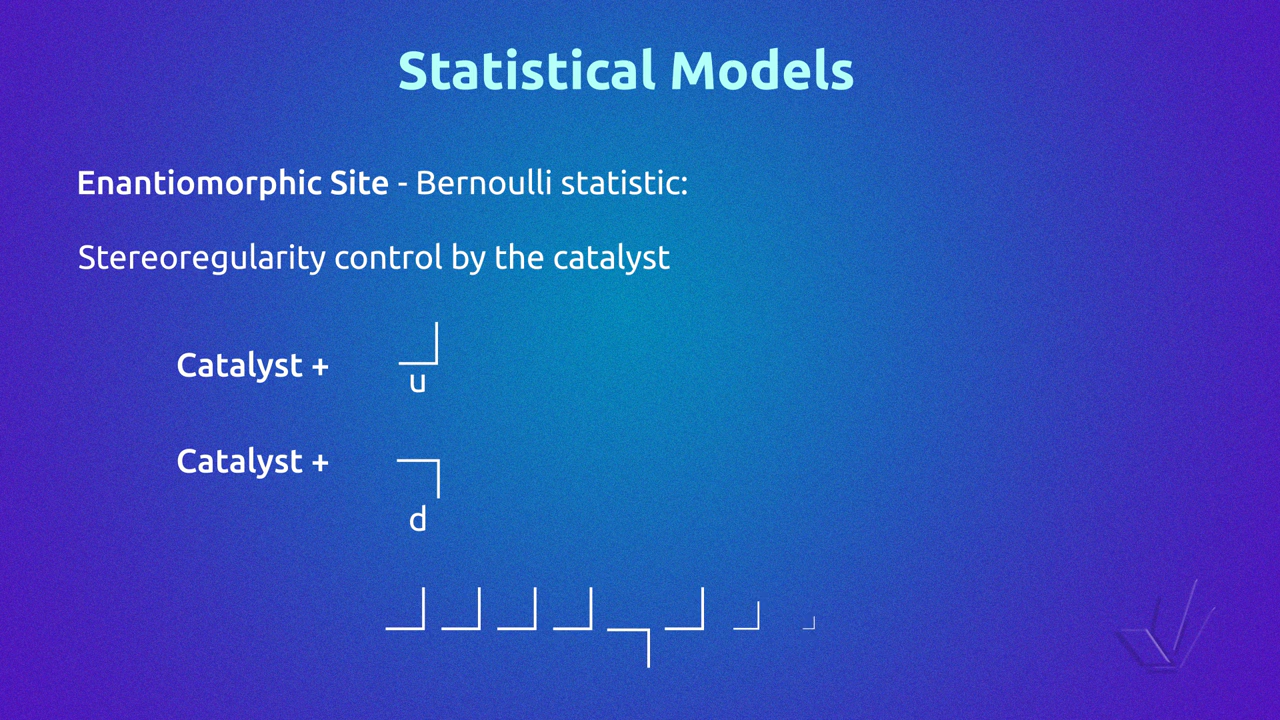 Statistical Models
Enantiomorphic Site - Bernoulli statistic:
Stereoregularity control by the catalyst
Catalyst +
u
Catalyst +
d